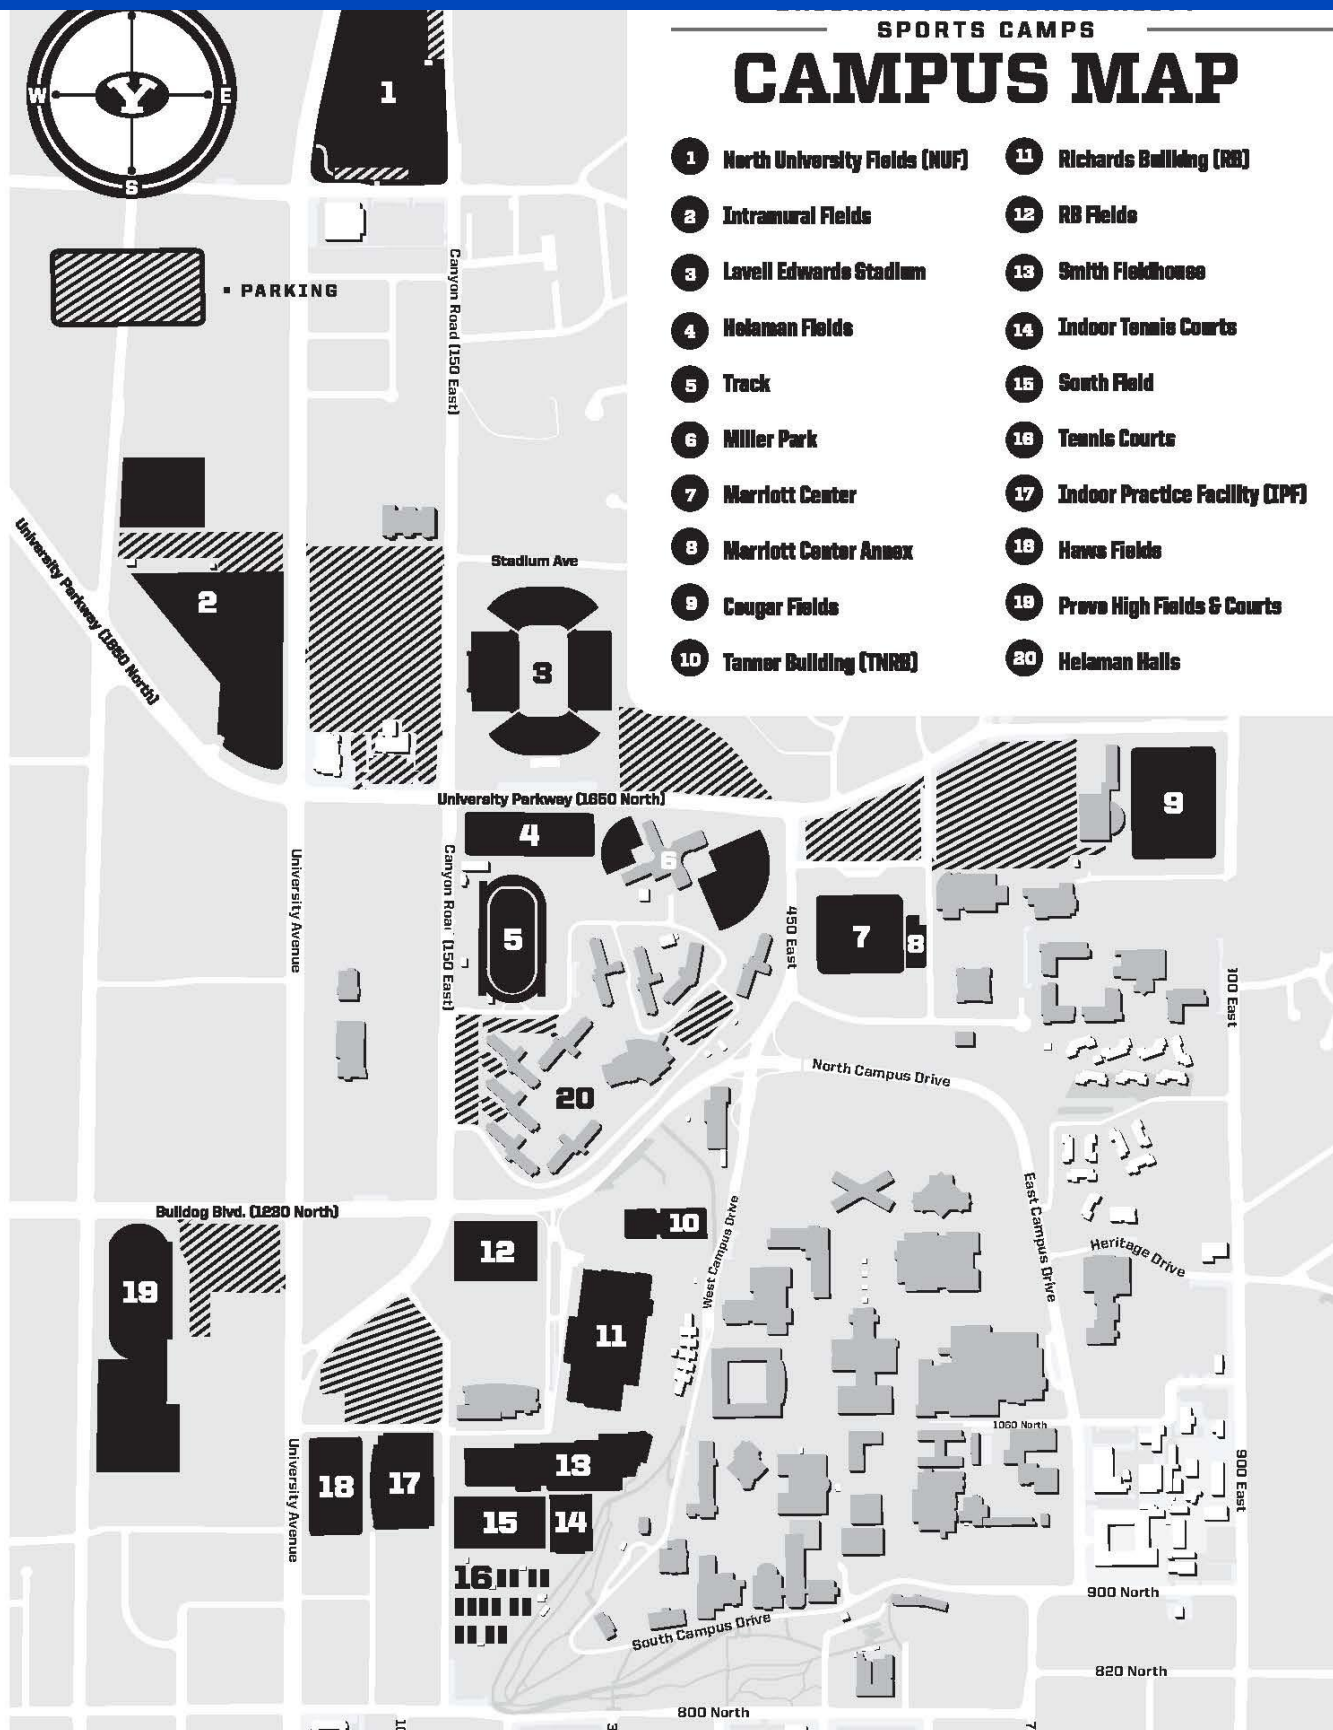 SPORTS CAMPS
CAMPUS MAP
1 North University Fields (NUF)
2 Intramural Fields
3 Lavell Edwards Stadium
4 Helaman Fields
5 Track
6 Miller Park
7 Marriott Center
8 Marriott Center Annex
9 Cougar Fields
10 Tanner Building (TNRB)
11 Richards Building (RB)
12 RB Fields
13 Smith Fieldhouse
14 Indoor Tennis Courts
15 South Field
16 Tennis Courts
17 Indoor Practice Facility (IPF)
18 Haws Fields
19 Provo High Fields & Courts
20 Helaman Halls
W
Y
E
S
PARKING
1
Canyon Road (150 East)
University Parkway (1650 North)
2
Stadium Ave
3
University Parkway (1650 North)
4
6
9
University Avenue
Canyon Road (150 East)
5
450 East
7
8
900 East
North Campus Drive
20
Bulldog Blvd. (1230 North)
10
12
West Campus Drive
East Campus Drive
Heritage Drive
19
11
1060 North
University Avenue
18
17
13
15
14
900 East
16
900 North
South Campus Drive
820 North
800 North